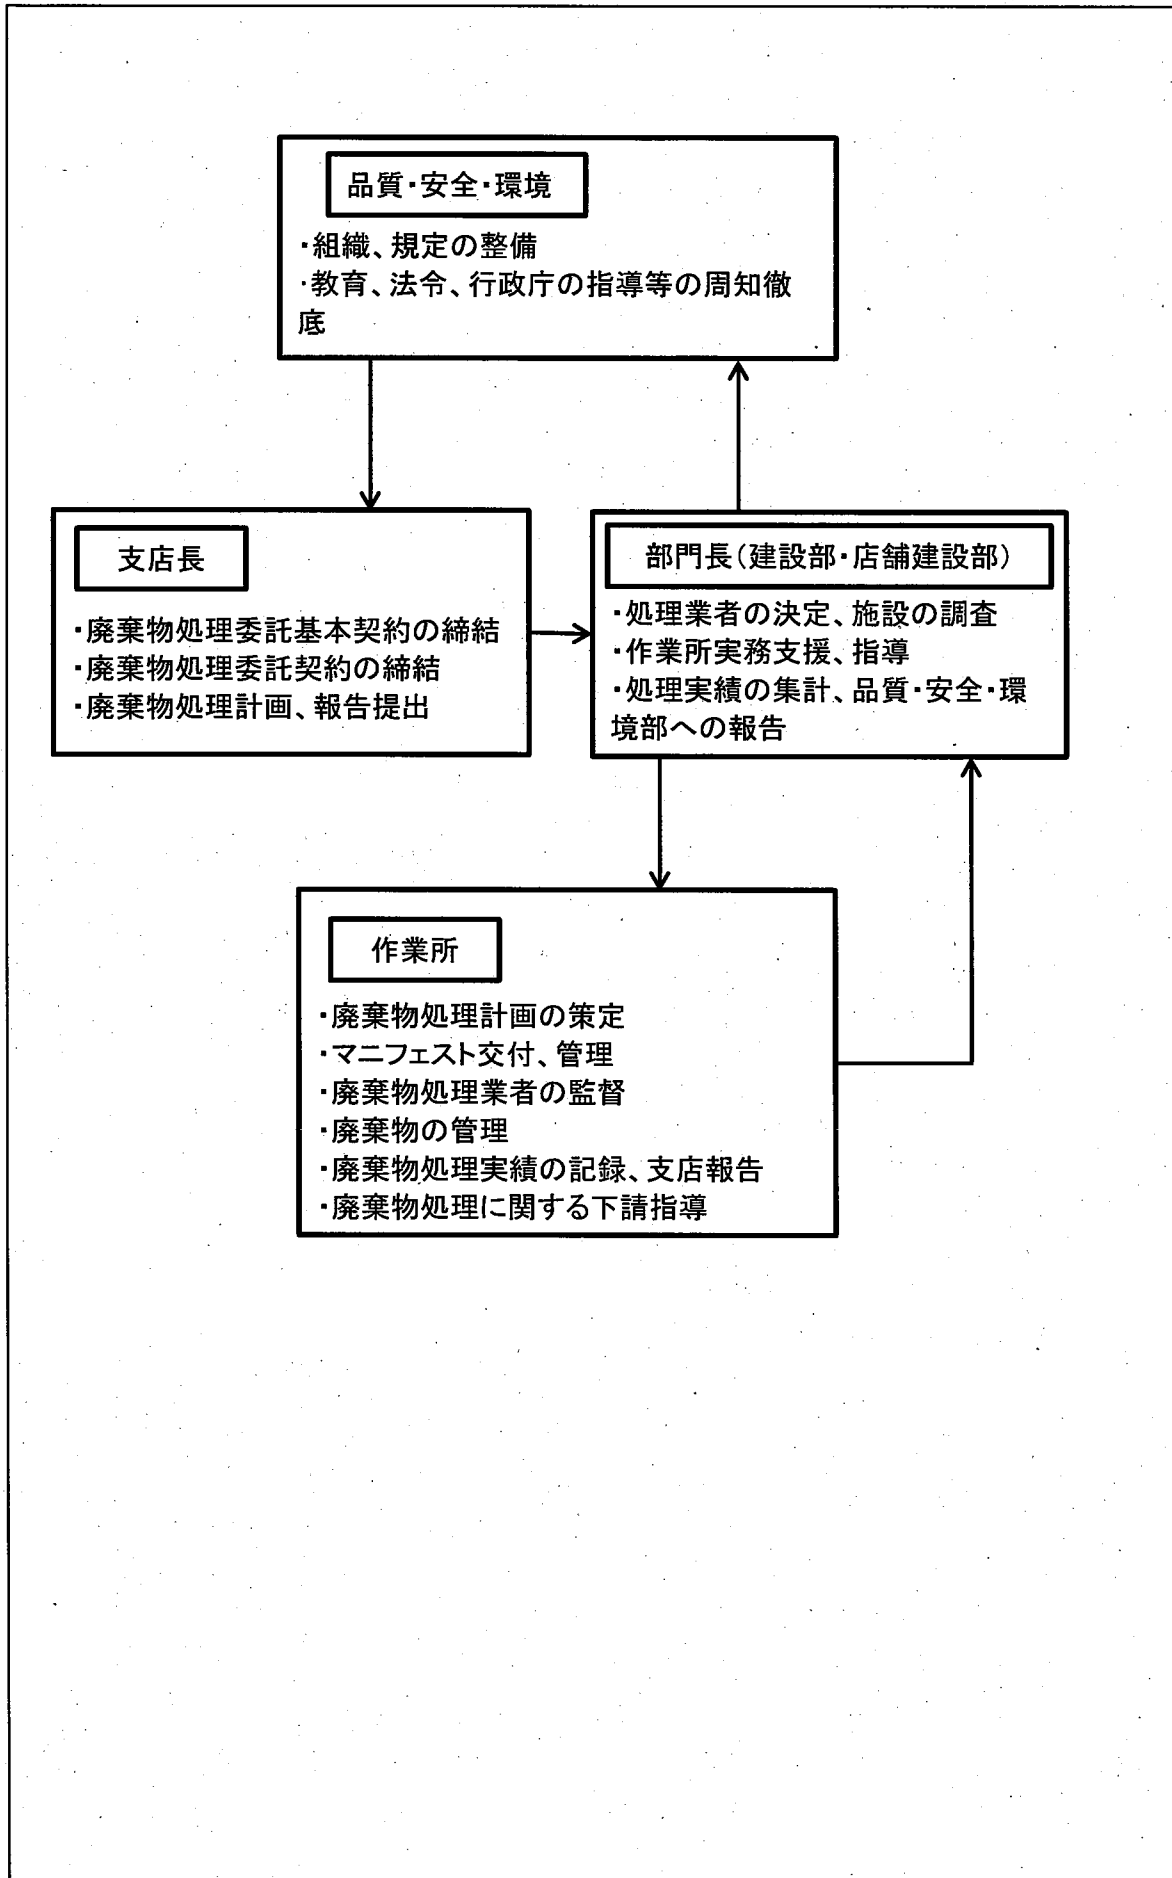 品質・安全・環境
・組織、規定の整備
・教育、法令、行政庁の指導等の周知徹
底
支店長
・廃棄物処理委託基本契約の締結
・廃棄物処理委託契約の締結
・廃棄物処理計画、報告提出
部門長（建設部・店舗建設部）
・処理業者の決定、施設の調査
・作業所実務支援、指導
・処理実績の集計、品質・安全・環
境部への報告
作業所
・廃棄物処理計画の策定
・マニフェスト交付、管理
・廃棄物処理業者の監督
・廃棄物の管理
・廃棄物処理実績の記録、支店報告
・廃棄物処理に関する下請指導